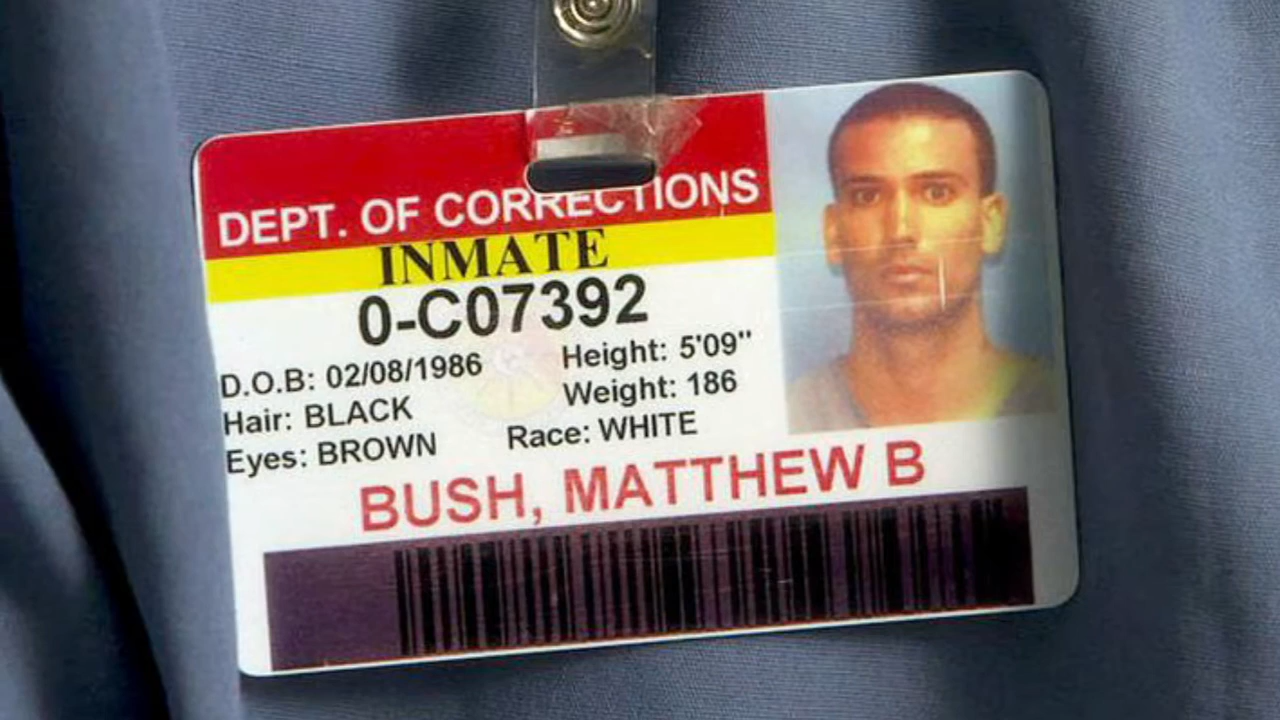 DEPT. OF CORRECTIONS
INMATE
0-C07392
D.O.B: 02/08/1986 Height: 5'09"
Hair: BLACK Weight: 186
Eyes: BROWN Race: WHITE
BUSH, MATTHEW B